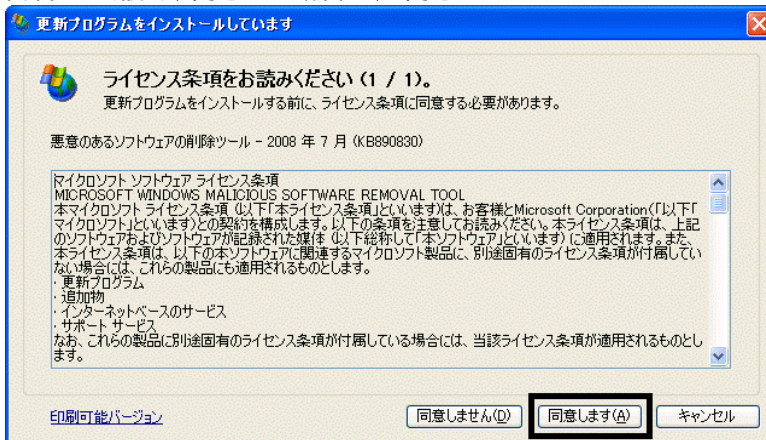 更新プログラムをインストールしています
ライセンス条項をお読みください (1 / 1)。
更新プログラムをインストールする前に、ライセンス条項に同意する必要があります。
悪意のあるソフトウェアの削除ツール - 2008 年 7 月 (KB890830)
マイクロソフト ソフトウェア ライセンス条項
MICROSOFT WINDOWS MALICIOUS SOFTWARE REMOVAL TOOL
本マイクロソフト ライセンス条項 (以下「本ライセンス条項」といいます)は、お客様とMicrosoft Corporation(「以下「
マイクロソフト」といいます)との契約を構成します。以下の条項を注意してお読みください。本ライセンス条項は、上記
のソフトウェアおよびソフトウェアが記録された媒体 (以下総称して「本ソフトウェア」といいます) に適用されます。また、
本ライセンス条項は、以下の本ソフトウェアに関連するマイクロソフト製品に、別途固有のライセンス条項が付属してい
ない場合には、これらの製品にも適用されるものとします。
・更新プログラム
・追加物
・インターネットベースのサービス
・サポート サービス
なお、これらの製品に別途固有のライセンス条項が付属している場合には、当該ライセンス条項が適用されるものとし
ます。
印刷可能バージョン
同意しません(D)
同意します(A)
キャンセル